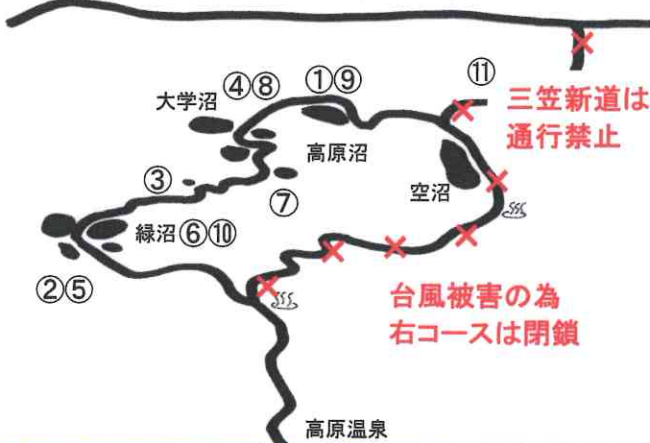 ⑪
三笠新道は
通行禁止
①⑨
④⑧
大学沼
高原沼
③
⑦
空沼
緑沼⑥⑩
②⑤
台風被害の為
右コースは閉鎖
高原温泉